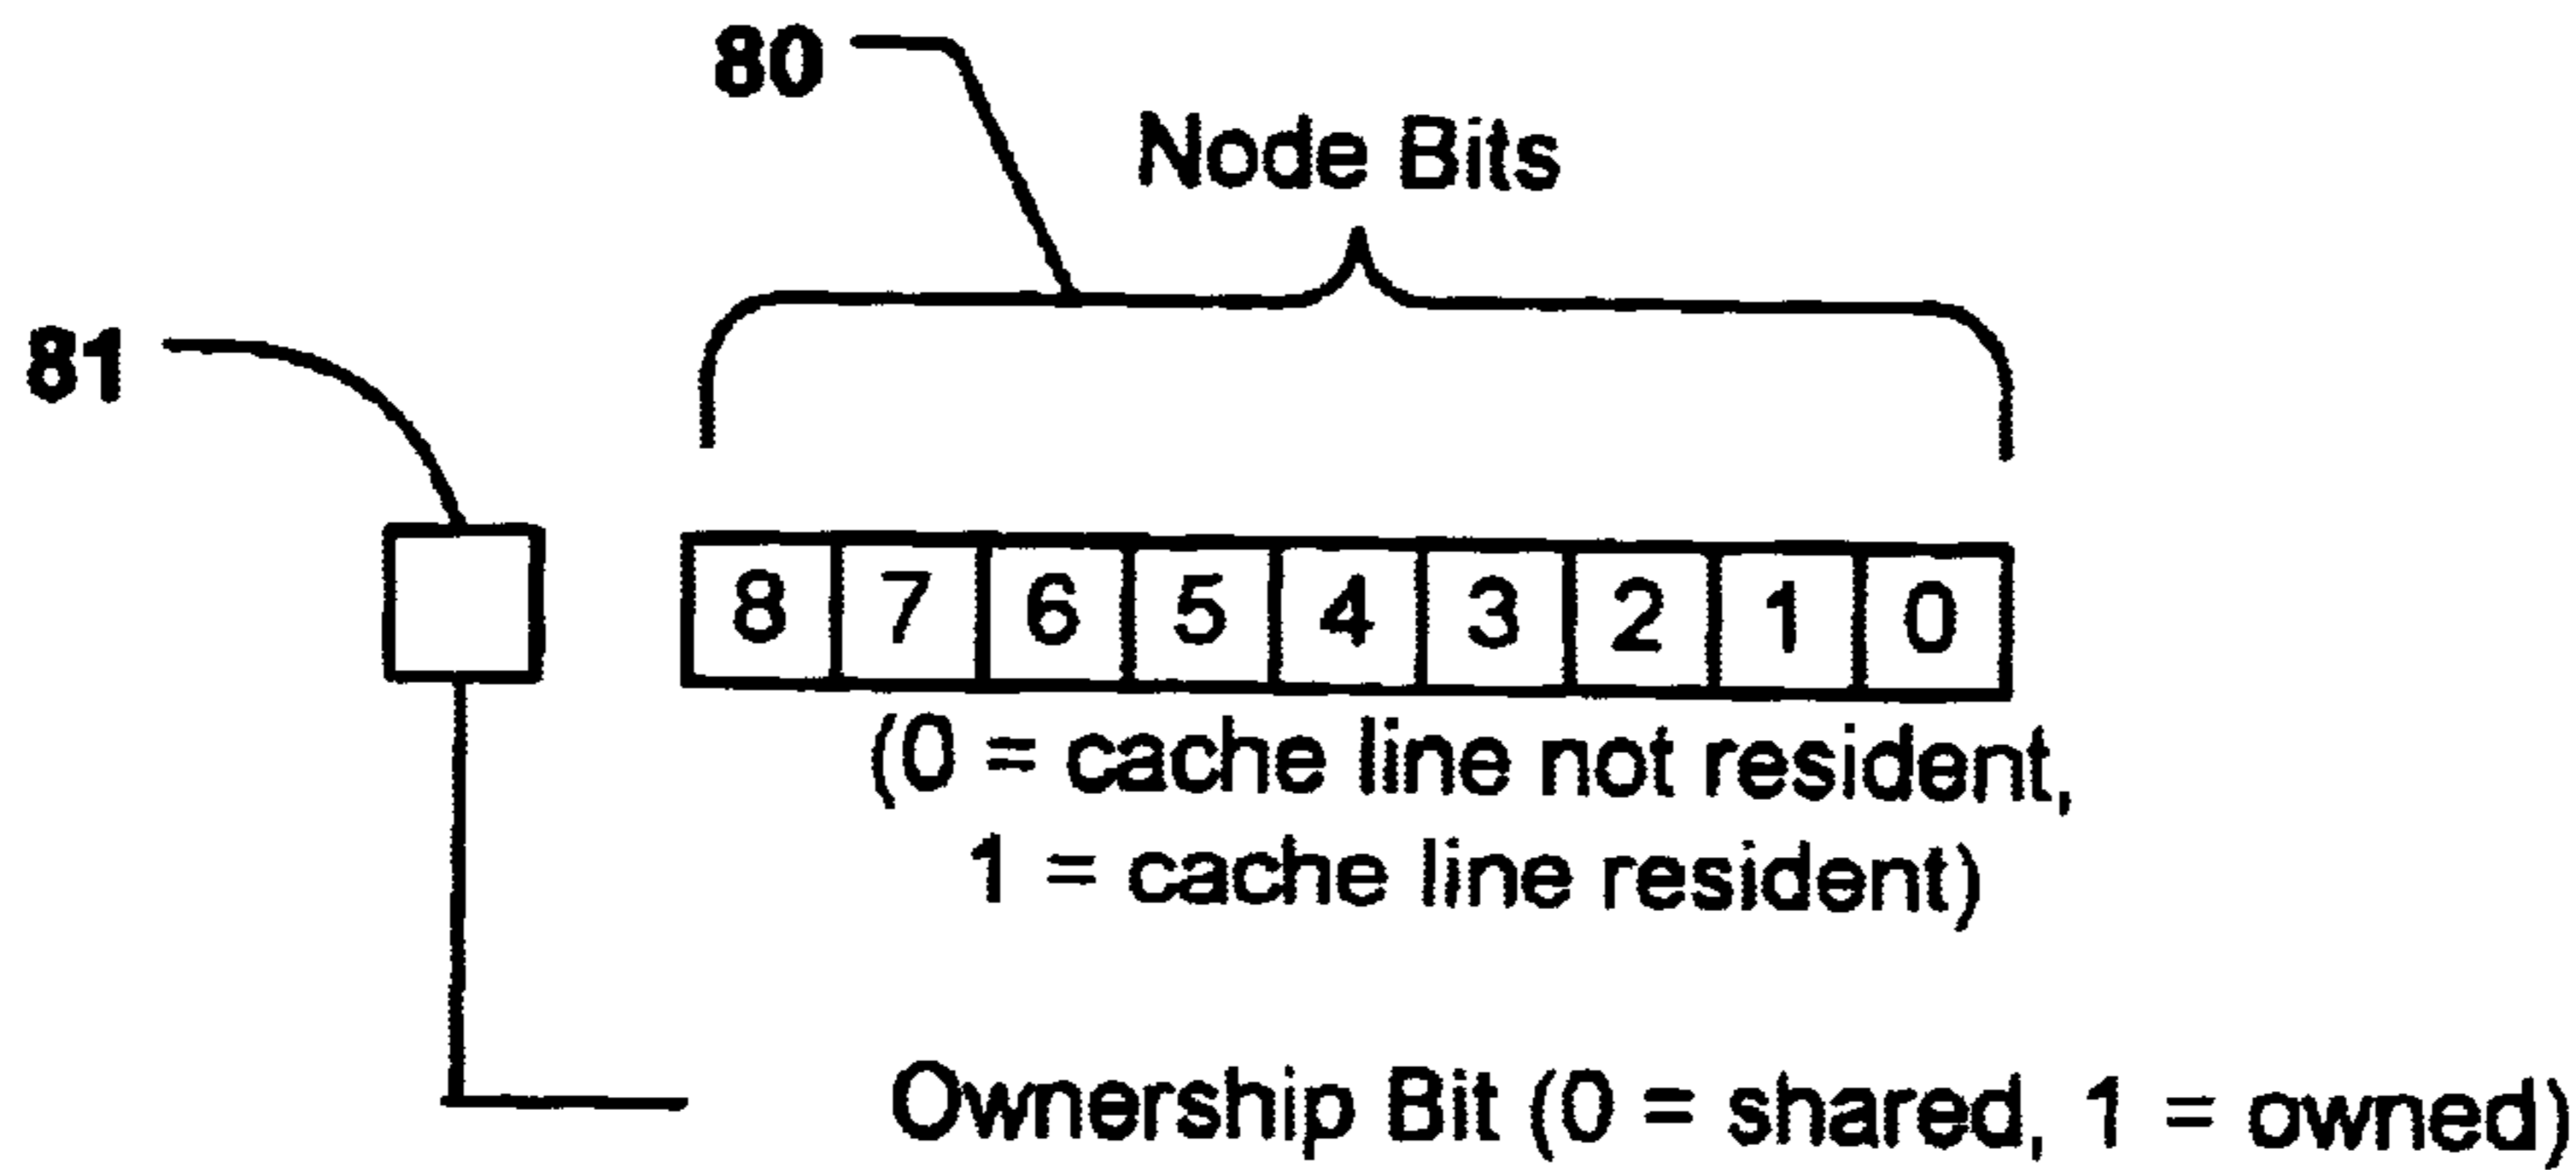 80
Node Bits
81
8 7 6 5 4 3 2 1 0
(0 = cache line not resident,
1 = cache line resident)
Ownership Bit (0 = shared, 1 = owned)